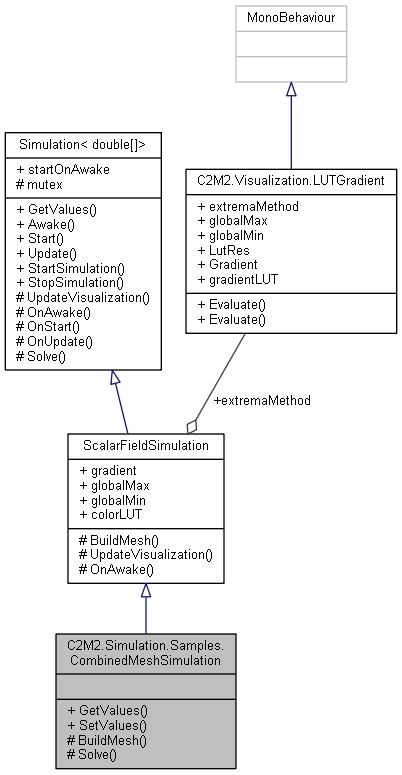 MonoBehaviour
Simulation< double[]>
+ startOnAwake
# mutex
+ GetValues()
+ Awake()
+ Start()
+ Update()
+ StartSimulation()
+ StopSimulation()
# UpdateVisualization()
# OnAwake()
# OnStart()
# OnUpdate()
# Solve()
C2M2.Visualization.LUTGradient
+ extremaMethod
+ globalMax
+ globalMin
+ LutRes
+ Gradient
+ gradientLUT
+ Evaluate()
+ Evaluate()
+extremaMethod
ScalarFieldSimulation
+ gradient
+ globalMax
+ globalMin
+ colorLUT
# BuildMesh()
# UpdateVisualization()
# OnAwake()
C2M2.Simulation.Samples.
CombinedMeshSimulation
+ GetValues()
+ SetValues()
# BuildMesh()
# Solve()